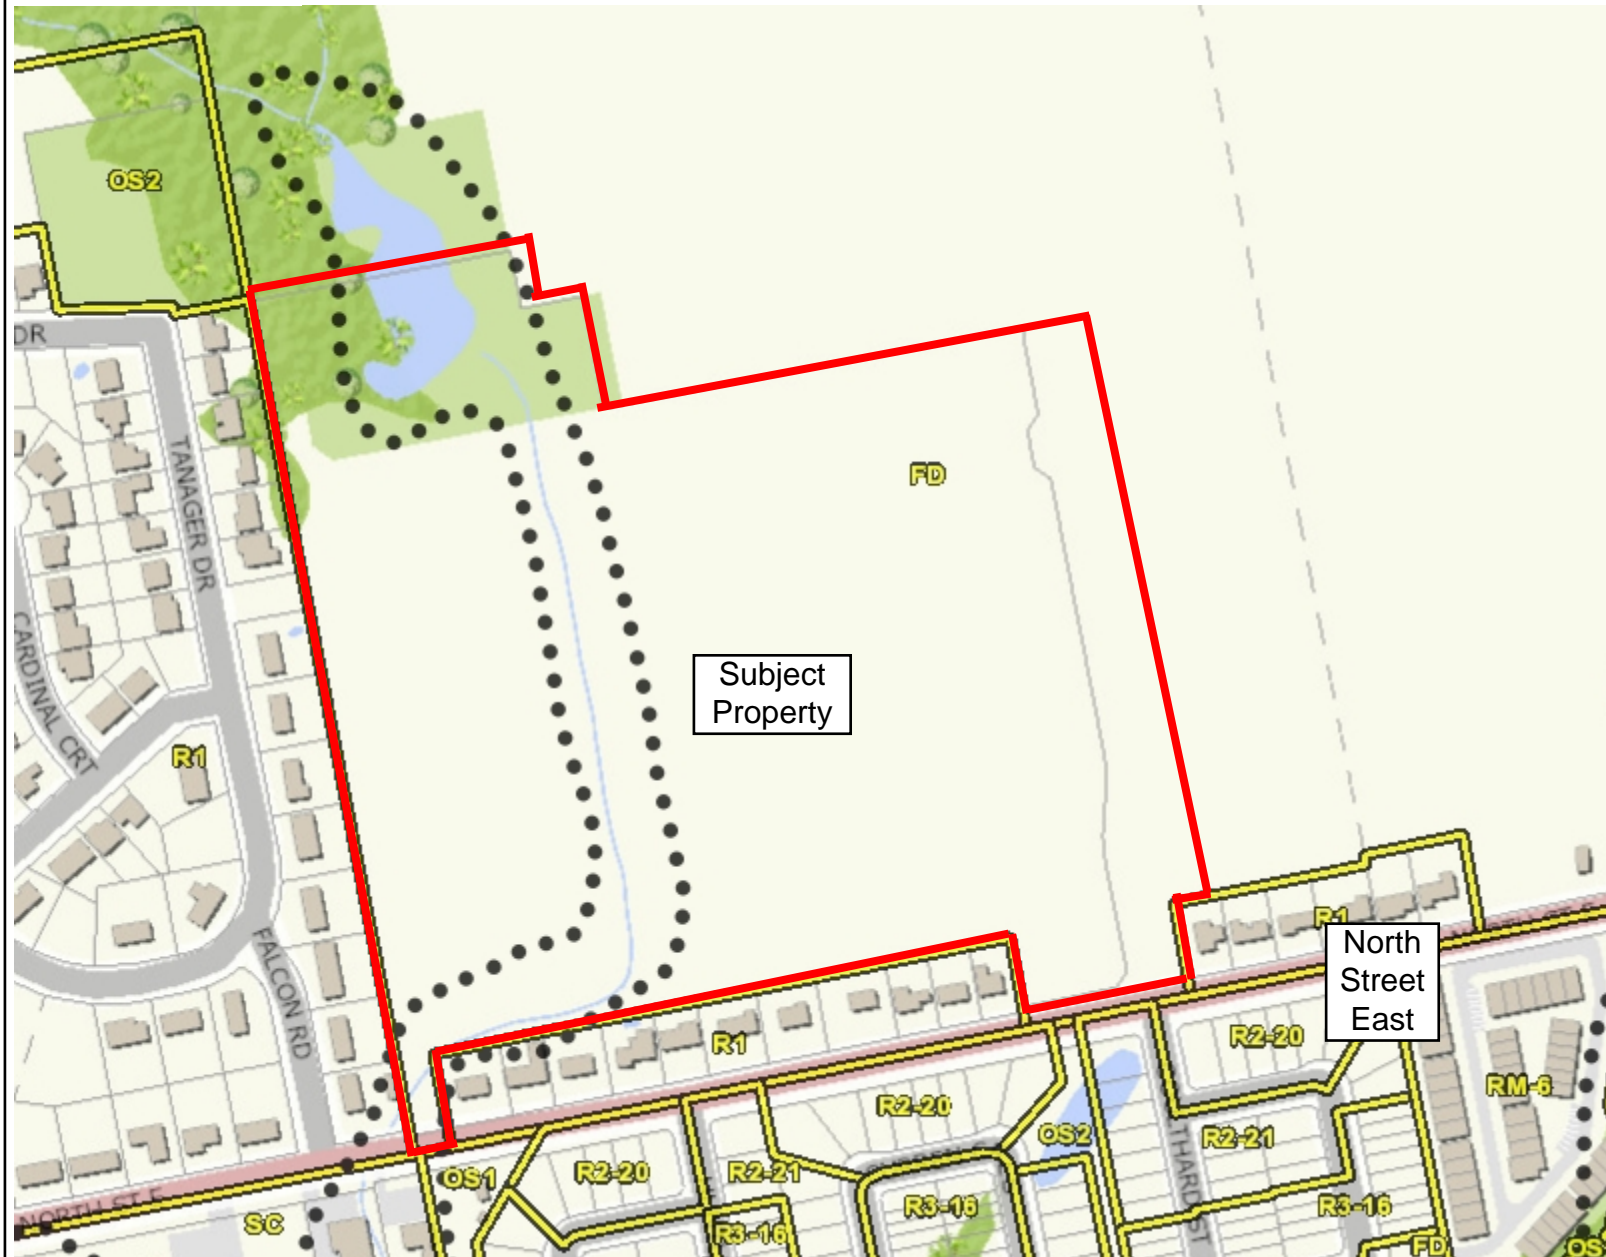 OS2
DR
TANAGER DR
FD
CARDINAL CRT
Subject
Property
R1
R1
FALCON RD
North
Street
East
R1
R2-20
RM-6
R2-20
OS2
R2-21
OS1
R2-20
R2-21
R3-16
R3-16
NORTH ST E
SC
R3-16
FD